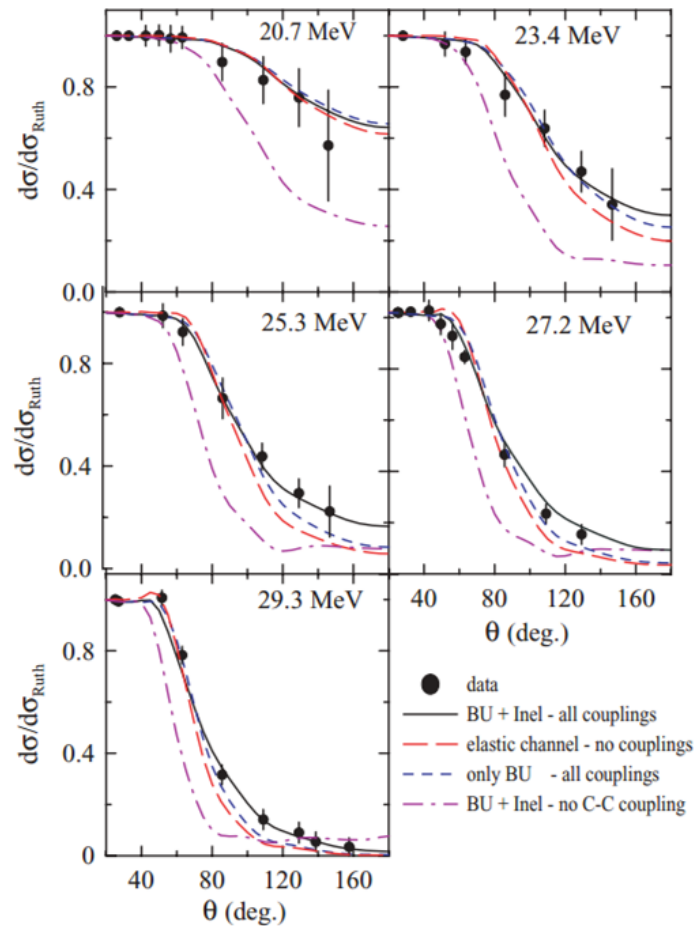 20.7 MeV
23.4 MeV
0.8
0.4
0.0
dσ/dσRuth
25.3 MeV
27.2 MeV
0.8
0.4
0.0
dσ/dσRuth
29.3 MeV
40 80 120 160
θ (deg.)
0.8
0.4
0
dσ/dσRuth
40 80 120 160
θ (deg.)
data
BU + Inel - all couplings
elastic channel - no couplings
only BU - all couplings
BU + Inel - no C-C coupling